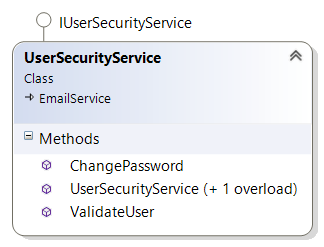 IUserSecurityService
UserSecurityService
Class
EmailService
Methods
ChangePassword
UserSecurityService (+ 1 overload)
ValidateUser